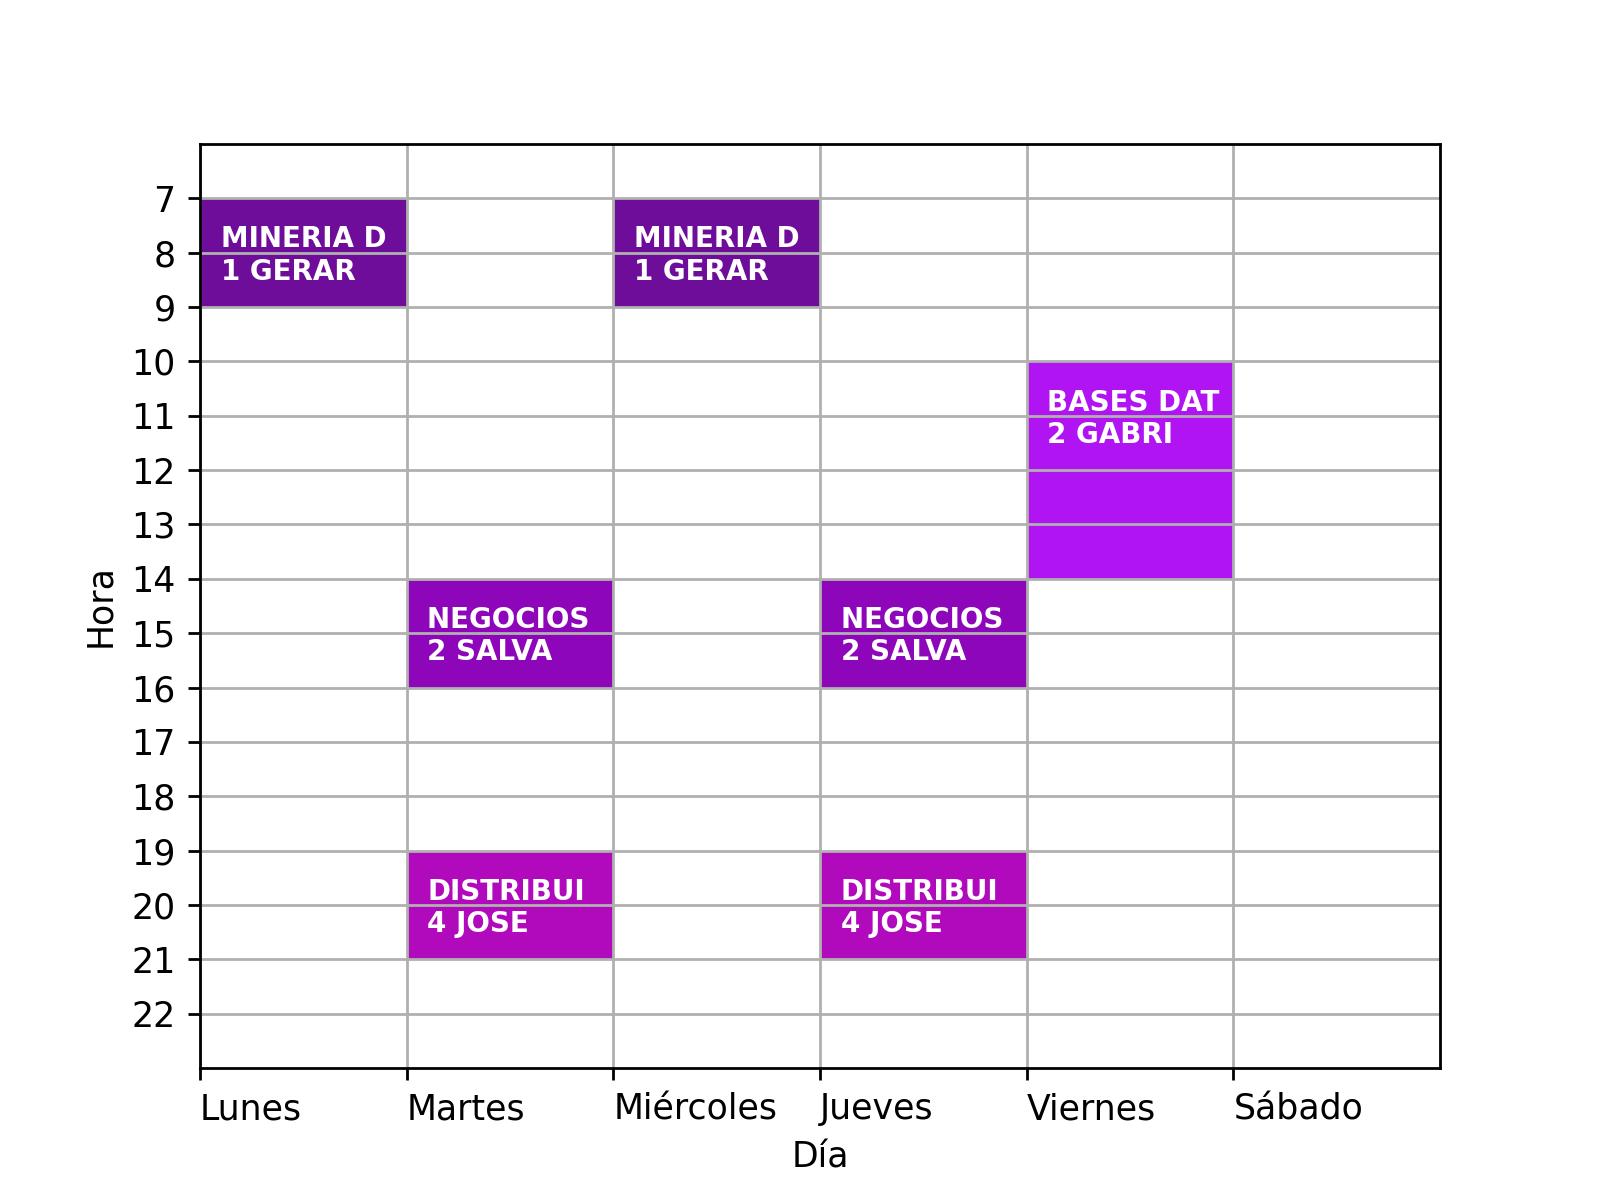 7
MINERIA D
1 GERAR
MINERIA D
1 GERAR
8
9
10
BASES DAT
2 GABRI
11
12
13
14
NEGOCIOS
2 SALVA
NEGOCIOS
2 SALVA
15
16
17
18
19
DISTRIBUI
4 JOSE
DISTRIBUI
4 JOSE
20
21
22
Hora
Lunes Martes Miércoles Jueves Viernes Sábado
Día